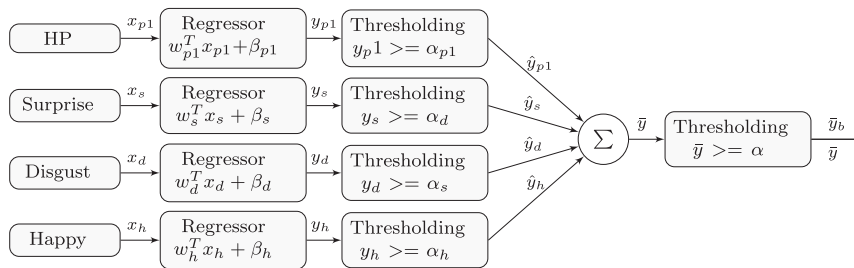 HP x_{p1} Regressor w_{p1}^T x_{p1}+β_{p1} y_{p1} Thresholding y_p1 >= α_{p1} ŷ_{p1}
Surprise x_s Regressor w_s^T x_s + β_s y_s Thresholding y_s >= α_d ŷ_s
Disgust x_d Regressor w_d^T x_d + β_d y_d Thresholding y_d >= α_s ŷ_d
Happy x_h Regressor w_h^T x_h + β_h y_h Thresholding y_h >= α_h ŷ_h
∑ ȳ Thresholding ȳ >= α ȳ_b
ȳ